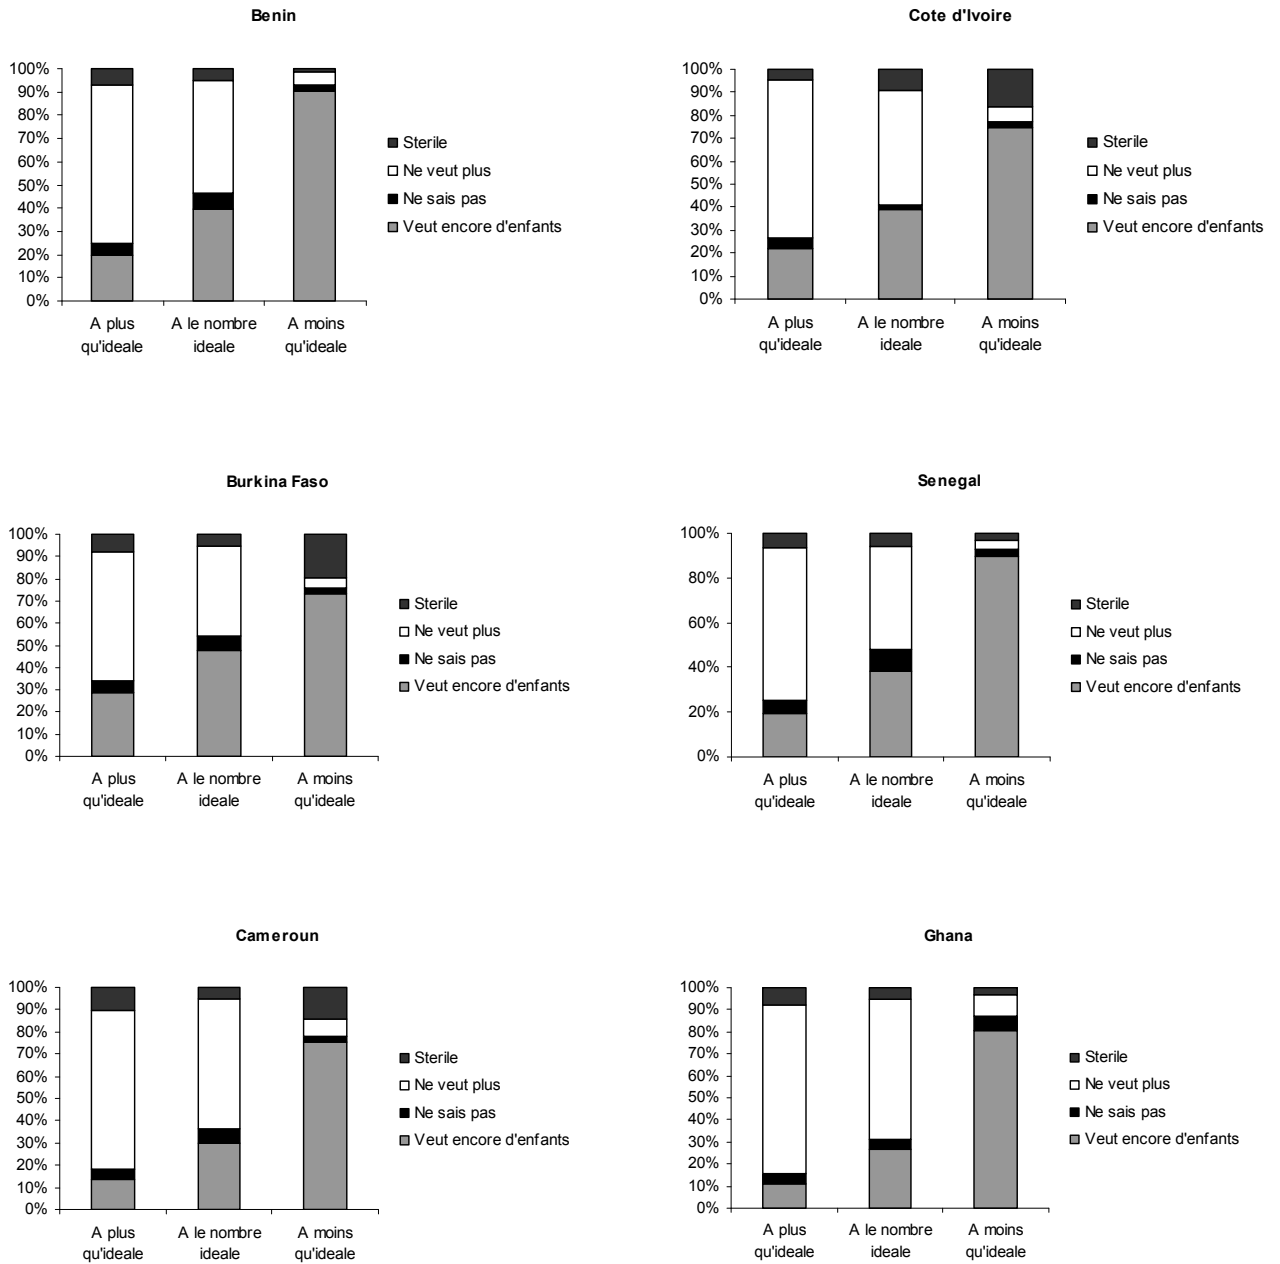 Benin
100%
90%
80%
70%
60%
50%
40%
30%
20%
10%
0%
A plus
qu'ideale
A le nombre
ideale
A moins
qu'ideale
Sterile
Ne veut plus
Ne sais pas
Veut encore d'enfants
Cote d'Ivoire
100%
90%
80%
70%
60%
50%
40%
30%
20%
10%
0%
A plus
qu'ideale
A le nombre
ideale
A moins
qu'ideale
Sterile
Ne veut plus
Ne sais pas
Veut encore d'enfants
Burkina Faso
100%
90%
80%
70%
60%
50%
40%
30%
20%
10%
0%
A plus
qu'ideale
A le nombre
ideale
A moins
qu'ideale
Sterile
Ne veut plus
Ne sais pas
Veut encore d'enfants
Senegal
100%
80%
60%
40%
20%
0%
A plus
qu'ideale
A le nombre
ideale
A moins
qu'ideale
Sterile
Ne veut plus
Ne sais pas
Veut encore d'enfants
Cameroun
100%
90%
80%
70%
60%
50%
40%
30%
20%
10%
0%
A plus
qu'ideale
A le nombre
ideale
A moins
qu'ideale
Sterile
Ne veut plus
Ne sais pas
Veut encore d'enfants
Ghana
100%
90%
80%
70%
60%
50%
40%
30%
20%
10%
0%
A plus
qu'ideale
A le nombre
ideale
A moins
qu'ideale
Sterile
Ne veut plus
Ne sais pas
Veut encore d'enfants